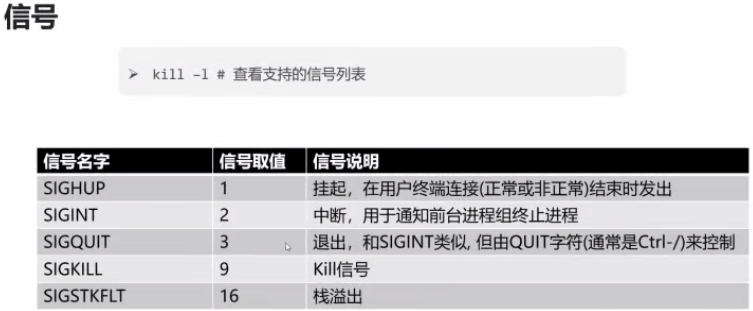 信号
➢ kill -l # 查看支持的信号列表
信号名字 信号取值 信号说明
SIGHUP 1 挂起，在用户终端连接(正常或非正常)结束时发出
SIGINT 2 中断，用于通知前台进程组终止进程
SIGQUIT 3 退出，和SIGINT类似, 但由QUIT字符(通常是Ctrl-/)来控制
SIGKILL 9 Kill信号
SIGSTKFLT 16 栈溢出